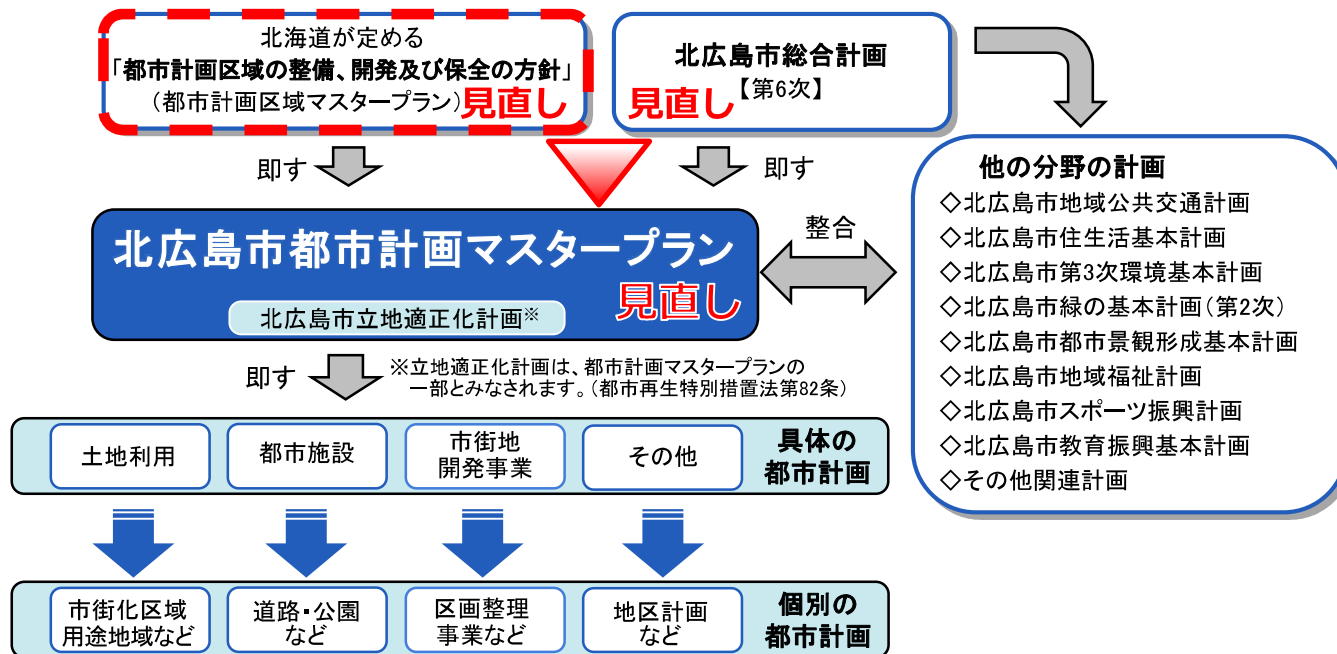 北海道が定める
「都市計画区域の整備、開発及び保全の方針」
（都市計画区域マスタープラン）見直し
北広島市総合計画
【第6次】
見直し
即す
即す
北広島市都市計画マスタープラン
見直し
北広島市立地適正化計画※
整合
他の分野の計画
◇北広島市地域公共交通計画
◇北広島市住生活基本計画
◇北広島市第3次環境基本計画
◇北広島市緑の基本計画（第2次）
◇北広島市都市景観形成基本計画
◇北広島市地域福祉計画
◇北広島市スポーツ振興計画
◇北広島市教育振興基本計画
◇その他関連計画
即す
※立地適正化計画は、都市計画マスタープランの
一部とみなされます。（都市再生特別措置法第82条）
土地利用
都市施設
市街地
開発事業
その他
具体の
都市計画
市街化区域
用途地域など
道路・公園
など
区画整理
事業など
地区計画
など
個別の
都市計画